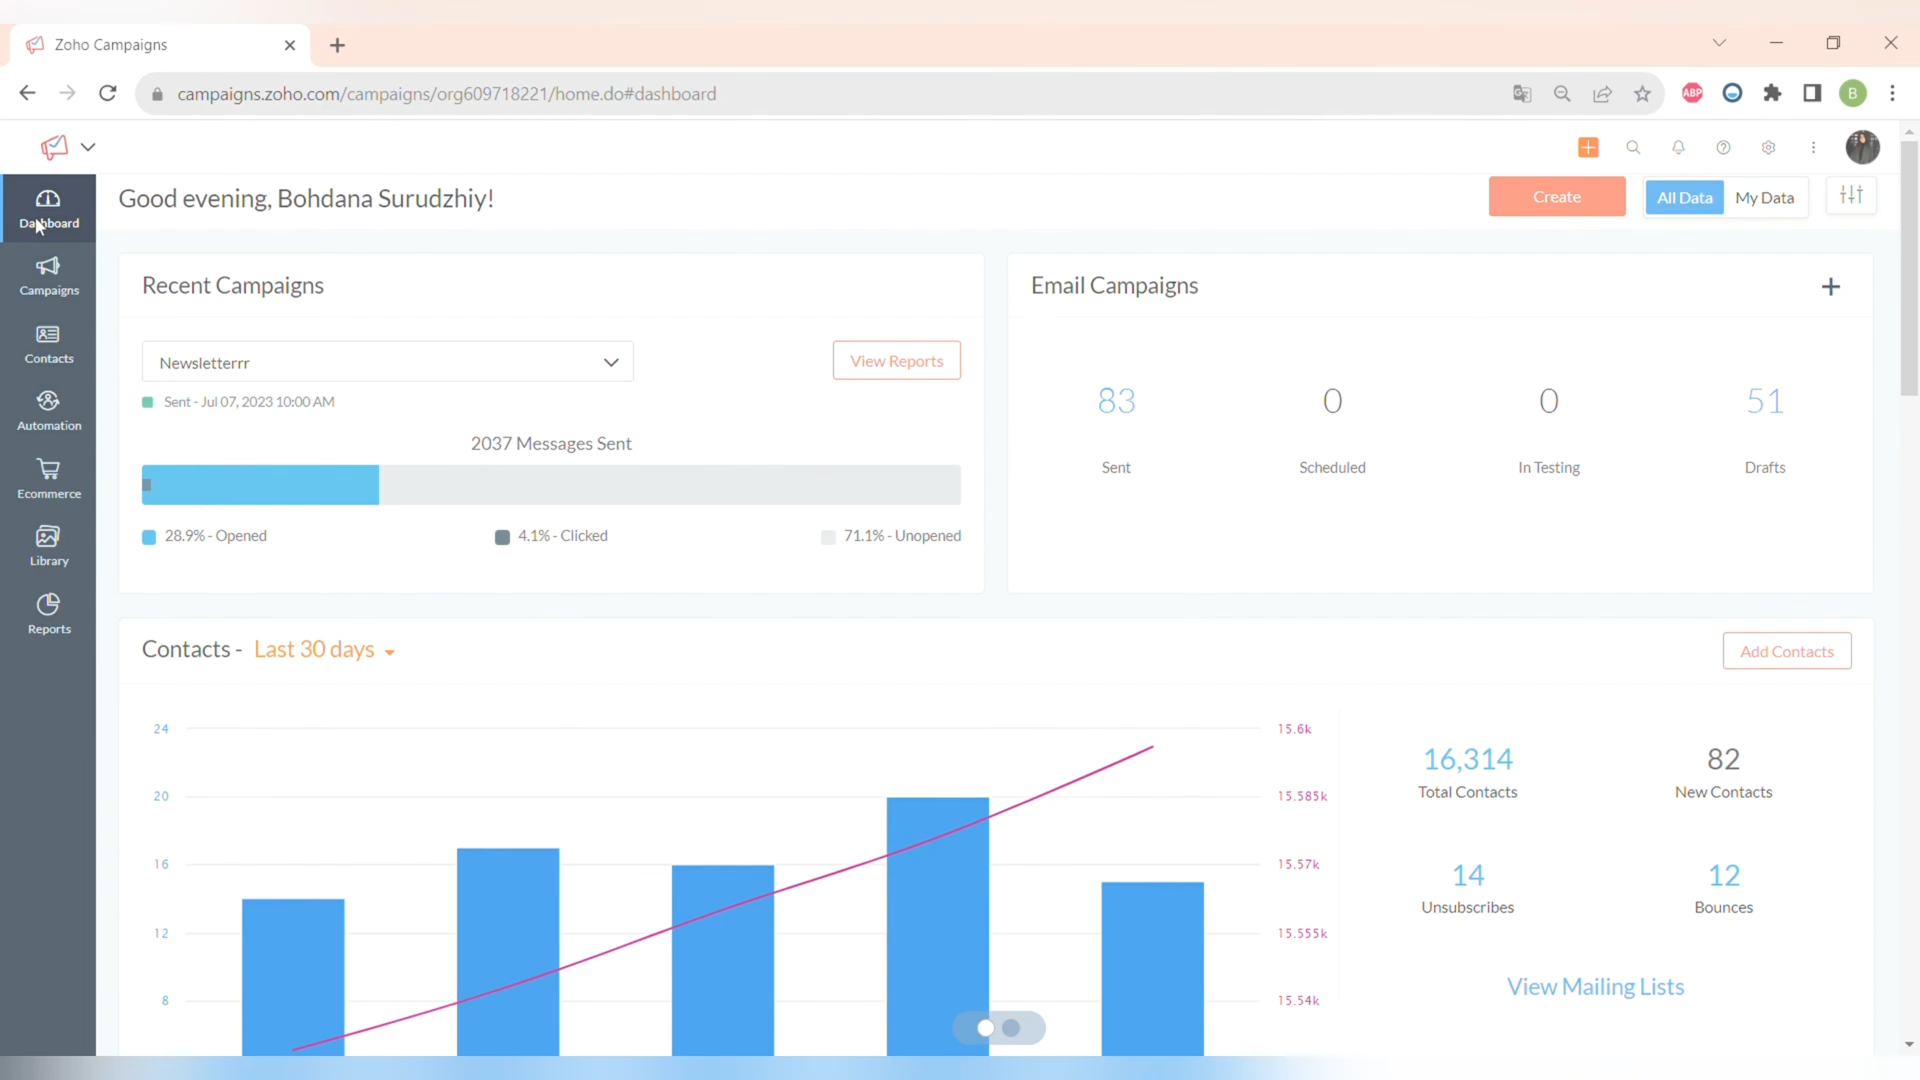 Zoho Campaigns
campaigns.zoho.com/campaigns/org609718221/home.do#dashboard
ABP
B
Good evening, Bohdana Surudzhiy!
Create
All Data
My Data
Dashboard
Campaigns
Contacts
Automation
Ecommerce
Library
Reports
Recent Campaigns
Newsletterrr
View Reports
Sent - Jul 07, 2023 10:00 AM
2037 Messages Sent
28.9% - Opened
4.1% - Clicked
71.1% - Unopened
Email Campaigns
83
0
0
51
Sent
Scheduled
In Testing
Drafts
Contacts - Last 30 days
Add Contacts
24
20
16
12
8
15.6k
15.585k
15.57k
15.555k
15.54k
16,314
Total Contacts
82
New Contacts
14
Unsubscribes
12
Bounces
View Mailing Lists